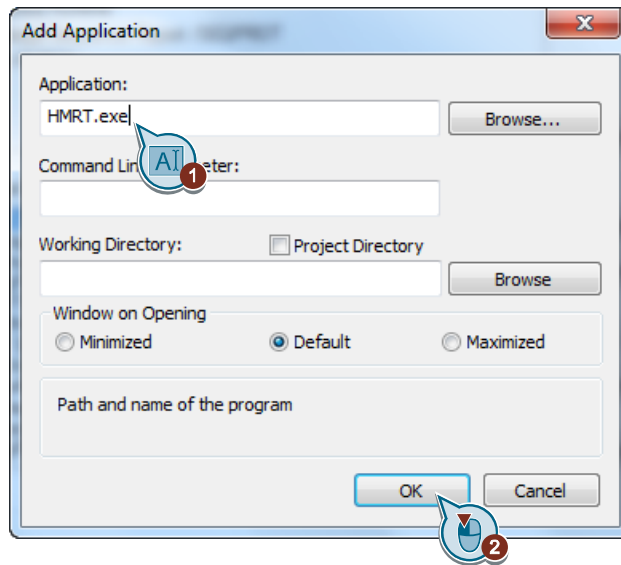 Add Application
Application:
HMRT.exe
Browse...
AI
1
Command Lin eter:
Working Directory:
Project Directory
Browse
Window on Opening
Minimized
Default
Maximized
Path and name of the program
OK
Cancel
2